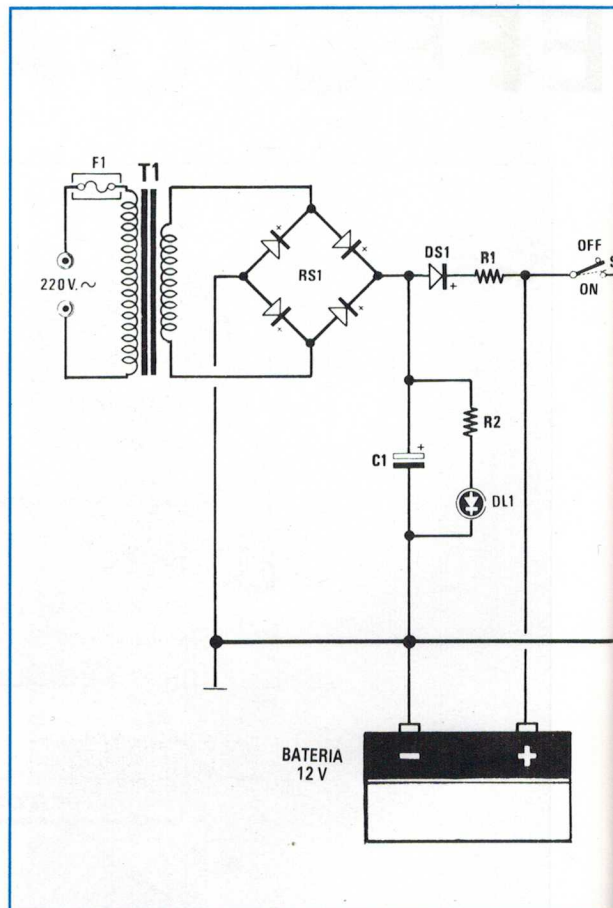 F1
T1
220V.~
RS1
DS1
+
R1
OFF
ON
S
+
C1
R2
DL1
BATERIA
12 V
− +